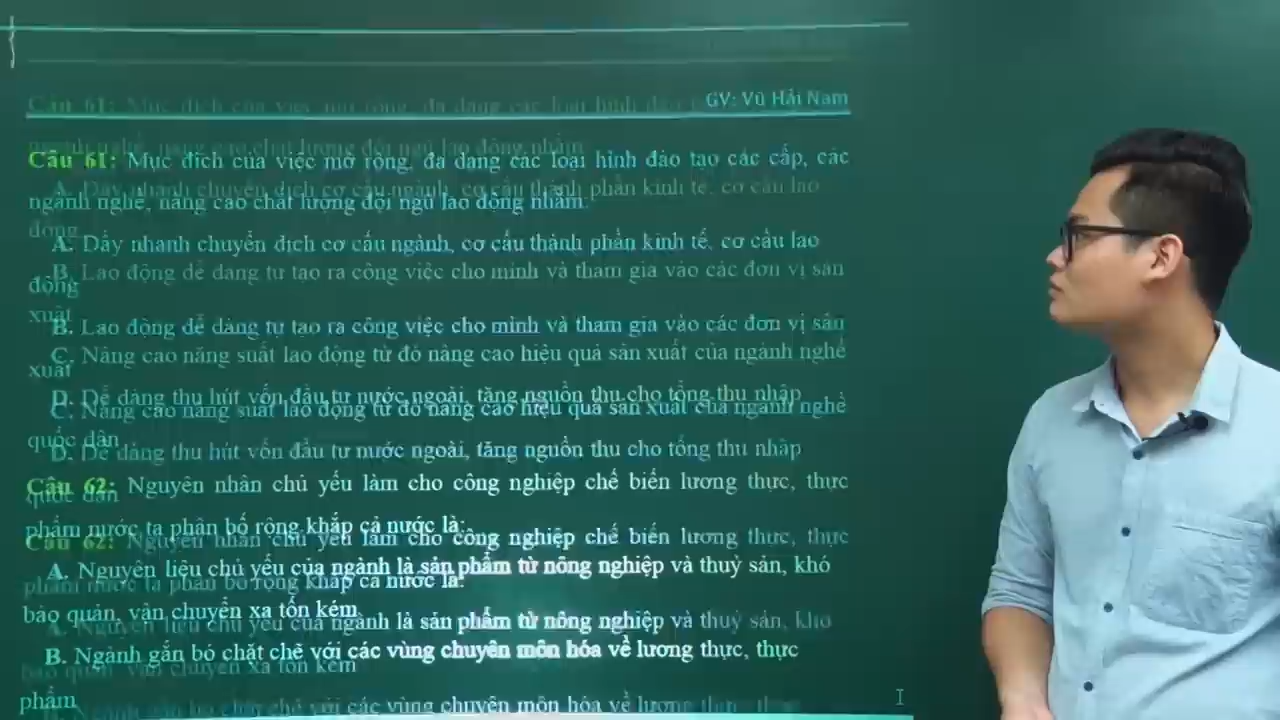 GV: Vũ Hải Nam
Câu 61: Mục đích của việc mở rộng, đa dạng các loại hình đào tạo các cấp, các
ngành nghề, nâng cao chất lượng đội ngũ lao động nhằm:
A. Đẩy nhanh chuyển dịch cơ cấu ngành, cơ cấu thành phần kinh tế, cơ cầu lao
động
B. Lao động dễ dàng tự tạo ra công việc cho mình và tham gia vào các đơn vị sản
xuất
C. Nâng cao năng suất lao động từ đó nâng cao hiệu quả sản xuất của ngành nghề
D. Dễ dàng thu hút vốn đầu tư nước ngoài, tăng nguồn thu cho tổng thu nhập
quốc dân
Câu 62: Nguyên nhân chủ yếu làm cho công nghiệp chế biến lương thực, thực
phẩm nước ta phân bố rộng khắp cả nước là:
A. Nguyên liệu chủ yếu của ngành là sản phẩm từ nông nghiệp và thuỷ sản, khó
bảo quản, vận chuyển xa tốn kém
B. Ngành gắn bó chặt chẽ với các vùng chuyên môn hóa về lương thực, thực
phẩm